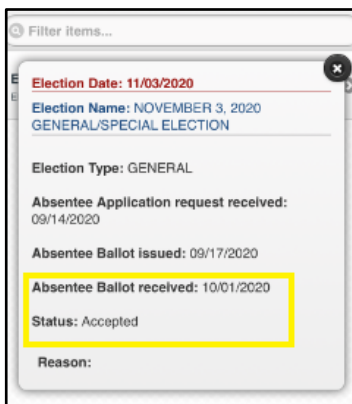 Filter items...
Election Date: 11/03/2020
Election Name: NOVEMBER 3, 2020
GENERAL/SPECIAL ELECTION
Election Type: GENERAL
Absentee Application request received:
09/14/2020
Absentee Ballot issued: 09/17/2020
Absentee Ballot received: 10/01/2020
Status: Accepted
Reason: